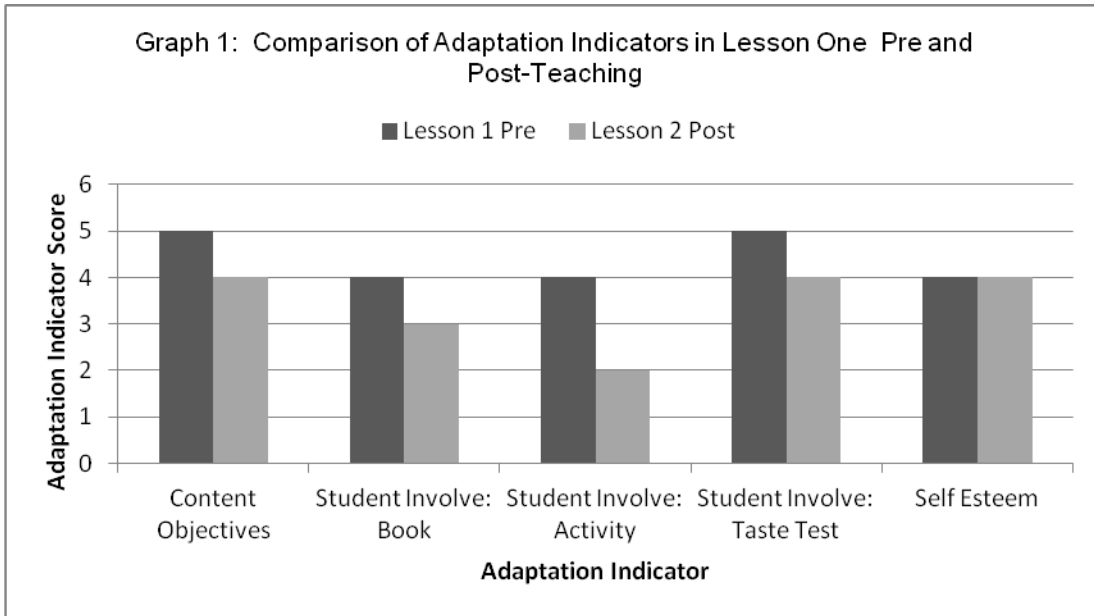 Graph 1:  Comparison of Adaptation Indicators in Lesson One  Pre and
Post-Teaching
Lesson 1 Pre
Lesson 2 Post
Adaptation Indicator Score
6
5
4
3
2
1
0
Content
Objectives
Student Involve:
Book
Student Involve:
Activity
Student Involve:
Taste Test
Self Esteem
Adaptation Indicator